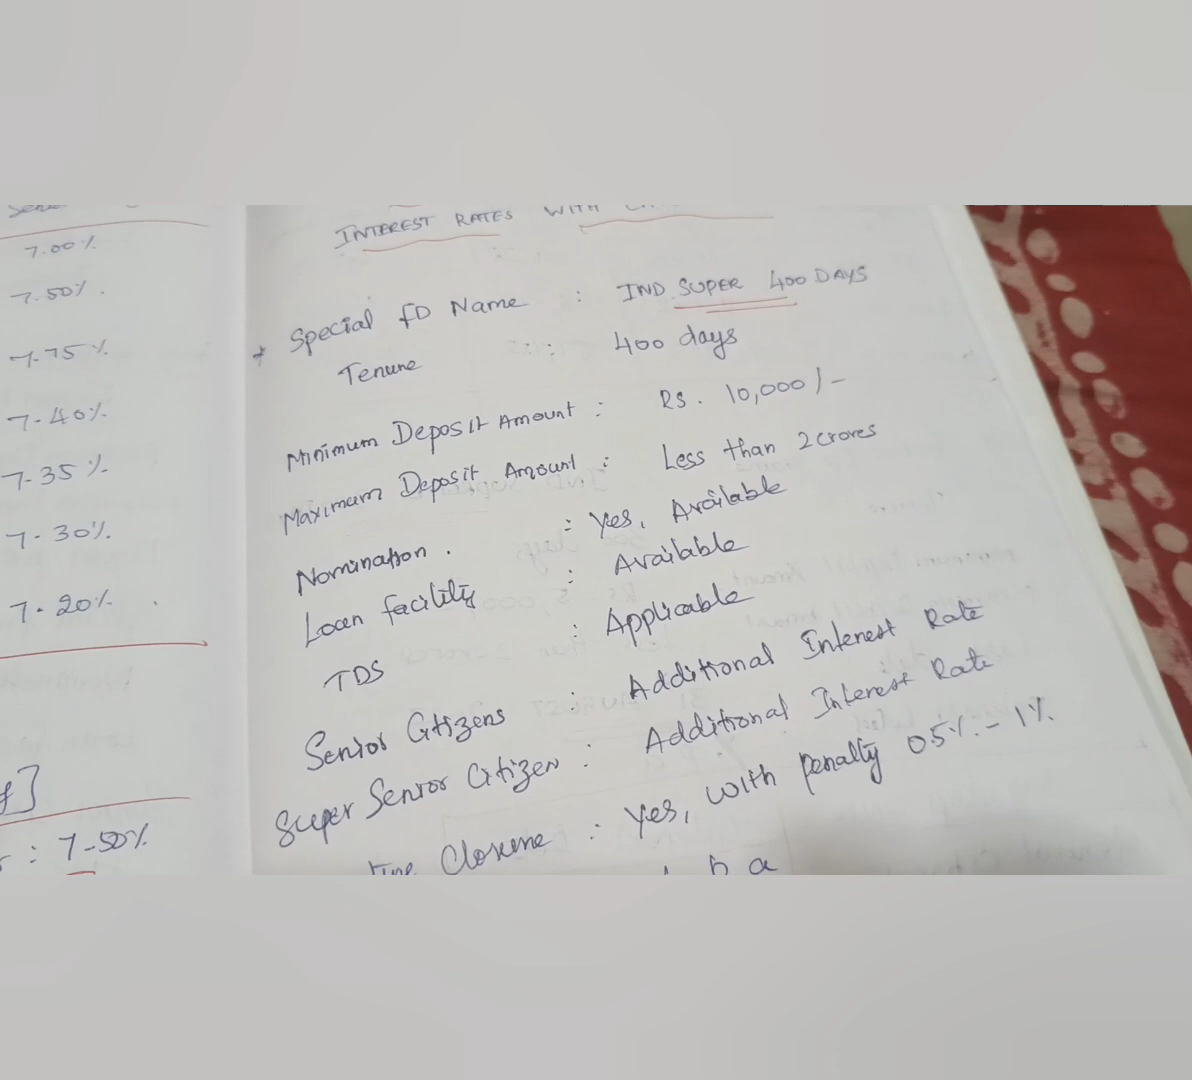 7.00%
7.50%.
7.75%
7.40%
7.35%
7.30%.
7.20%.
: 7.50%
INTEREST RATES WITH
* Special FD Name : IND SUPER 400 DAYS
Tenure : 400 days
Minimum Deposit Amount : RS. 10,000/-
Maximum Deposit Amount : Less than 2 crores
Nomination. : Yes, Available
Loan facility : Available
TDS : Applicable
Senior Citizens : Additional Interest Rate
Super Senior Citizen : Additional Interest Rate
Closure : Yes, with penalty 0.5% - 1%